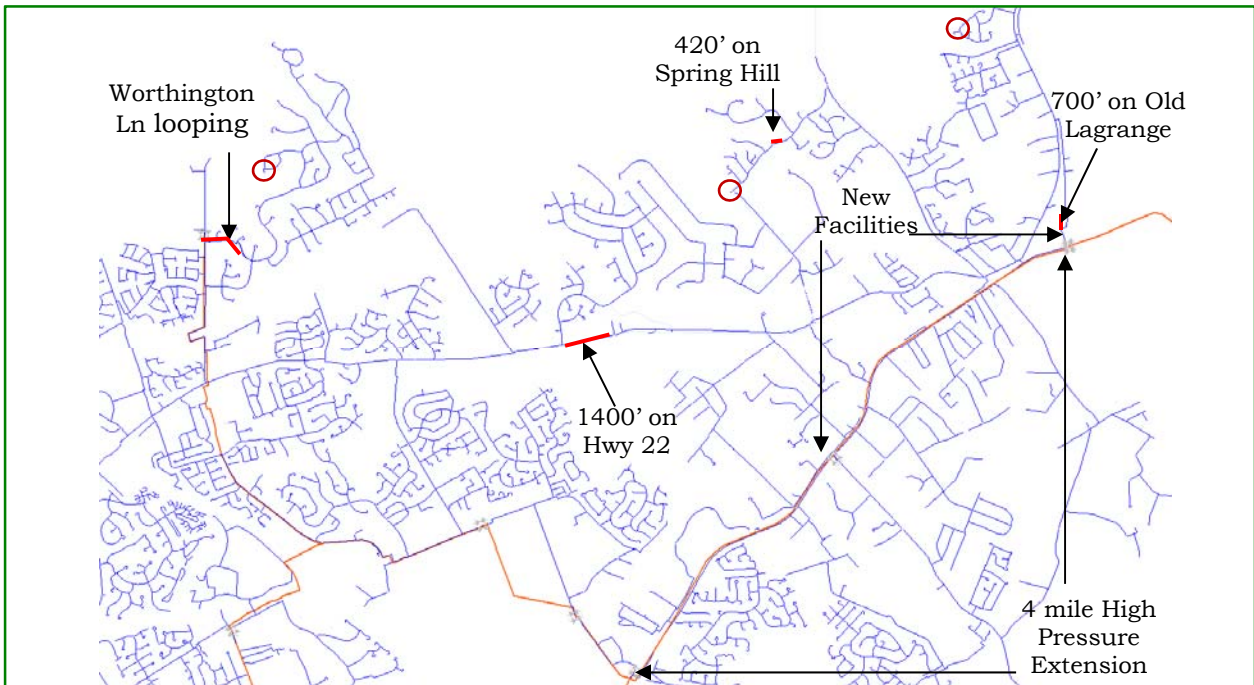 Worthington
Ln looping
420’ on
Spring Hill
700’ on Old
Lagrange
New
Facilities
1400’ on
Hwy 22
4 mile High
Pressure
Extension